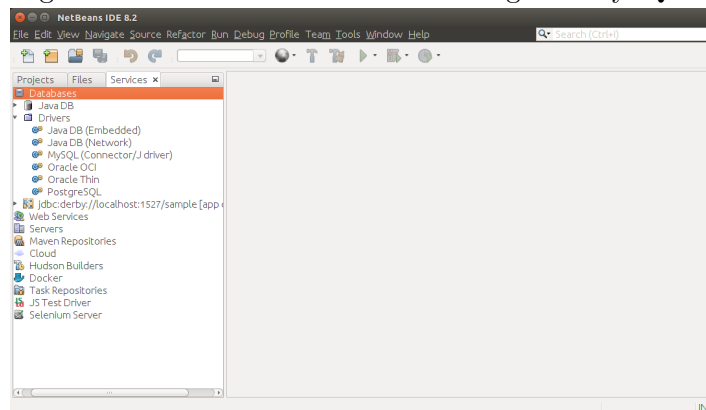 NetBeans IDE 8.2
File Edit View Navigate Source Refactor Run Debug Profile Team Tools Window Help
Search (Ctrl+I)
Projects Files Services ×
Databases
Java DB
Drivers
Java DB (Embedded)
Java DB (Network)
MySQL (Connector/J driver)
Oracle OCI
Oracle Thin
PostgreSQL
jdbc:derby://localhost:1527/sample [app
Web Services
Servers
Maven Repositories
Cloud
Hudson Builders
Docker
Task Repositories
JS Test Driver
Selenium Server